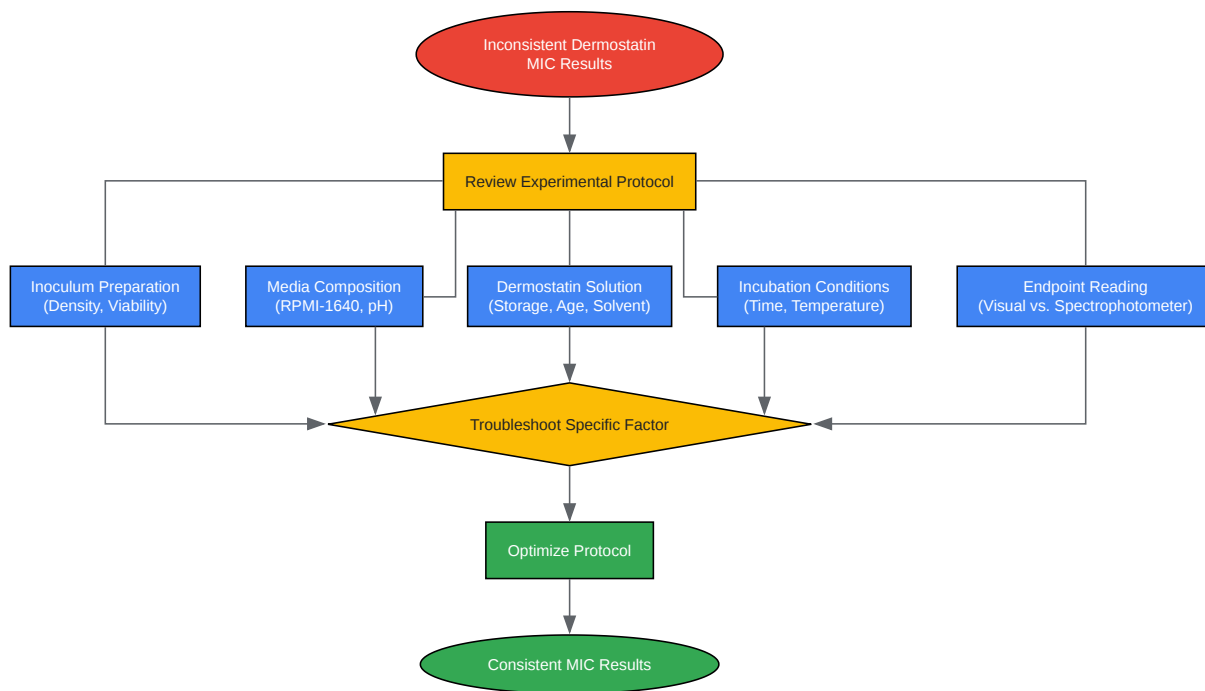 Inconsistent Dermostatin
MIC Results
Review Experimental Protocol
Inoculum Preparation
(Density, Viability)
Media Composition
(RPMI-1640, pH)
Dermostatin Solution
(Storage, Age, Solvent)
Incubation Conditions
(Time, Temperature)
Endpoint Reading
(Visual vs. Spectrophotometer)
Troubleshoot Specific Factor
Optimize Protocol
Consistent MIC Results